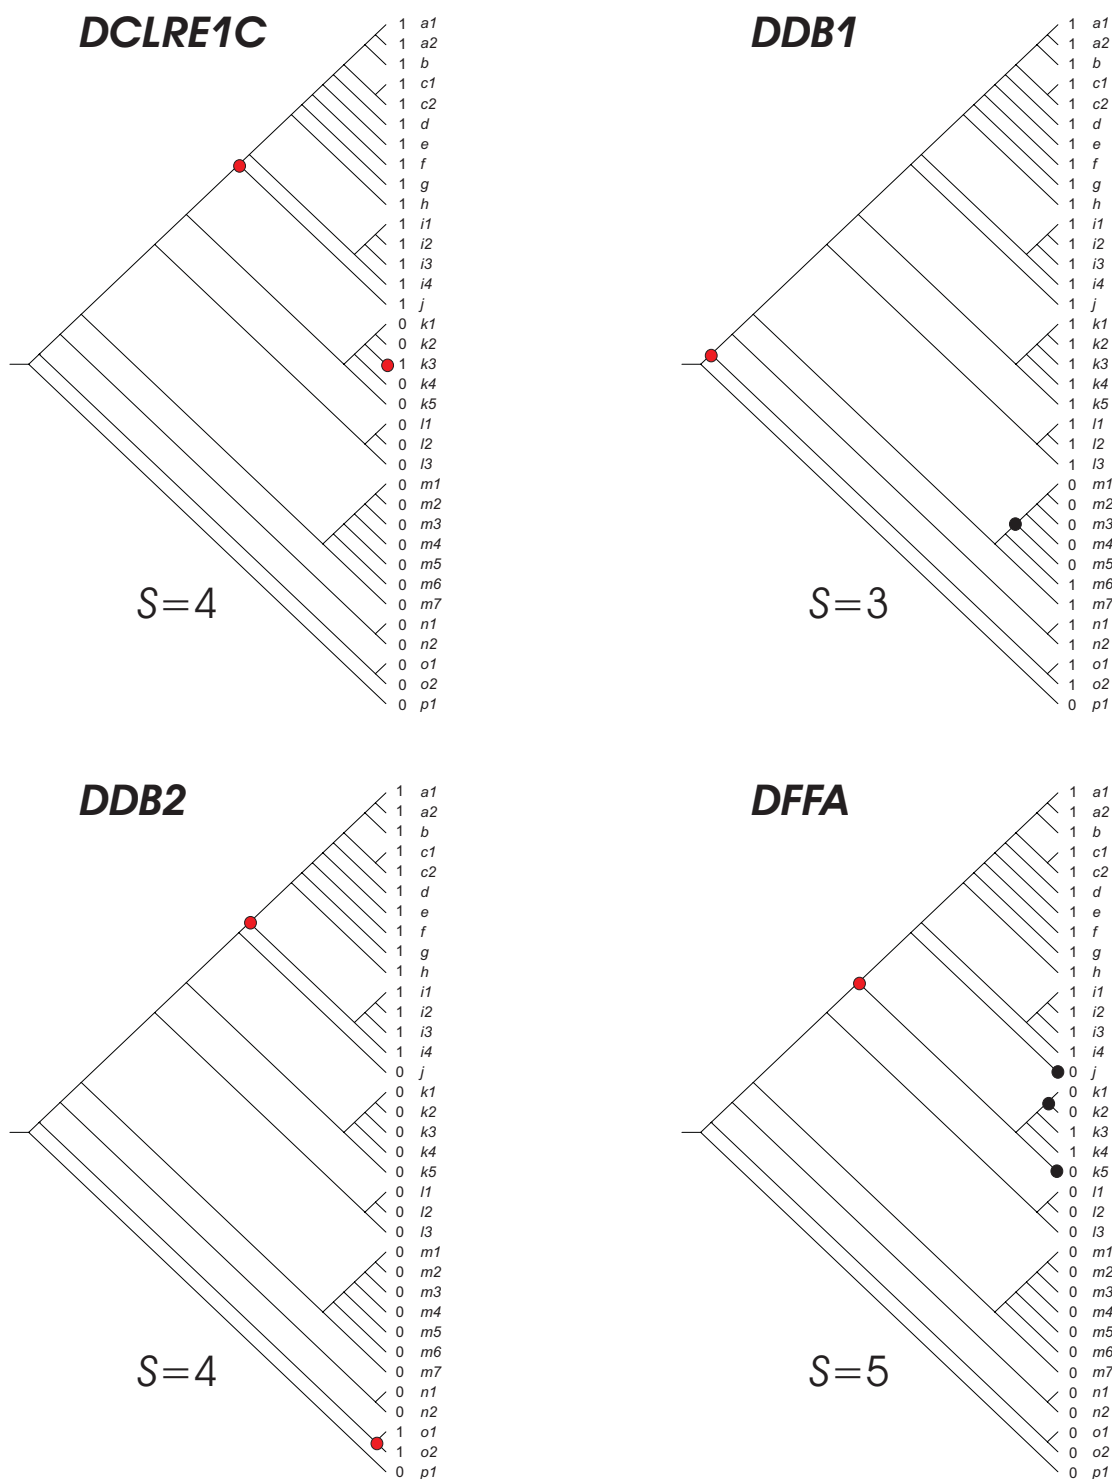 DCLRE1C
1 a1
1 a2
1 b
1 c1
1 c2
1 d
1 e
1 f
1 g
1 h
1 i1
1 i2
1 i3
1 i4
1 j
0 k1
0 k2
1 k3
0 k4
0 k5
0 l1
0 l2
0 l3
0 m1
0 m2
0 m3
0 m4
0 m5
0 m6
0 m7
0 n1
0 n2
0 o1
0 o2
0 p1
S=4
DDB1
1 a1
1 a2
1 b
1 c1
1 c2
1 d
1 e
1 f
1 g
1 h
1 i1
1 i2
1 i3
1 i4
1 j
1 k1
1 k2
1 k3
1 k4
1 k5
1 l1
1 l2
1 l3
0 m1
0 m2
0 m3
0 m4
0 m5
1 m6
1 m7
1 n1
1 n2
1 o1
1 o2
0 p1
S=3
DDB2
1 a1
1 a2
1 b
1 c1
1 c2
1 d
1 e
1 f
1 g
1 h
1 i1
1 i2
1 i3
1 i4
0 j
0 k1
0 k2
0 k3
0 k4
0 k5
0 l1
0 l2
0 l3
0 m1
0 m2
0 m3
0 m4
0 m5
0 m6
0 m7
0 n1
0 n2
1 o1
1 o2
0 p1
S=4
DFFA
1 a1
1 a2
1 b
1 c1
1 c2
1 d
1 e
1 f
1 g
1 h
1 i1
1 i2
1 i3
1 i4
0 j
0 k1
0 k2
1 k3
1 k4
0 k5
0 l1
0 l2
0 l3
0 m1
0 m2
0 m3
0 m4
0 m5
0 m6
0 m7
0 n1
0 n2
0 o1
0 o2
0 p1
S=5